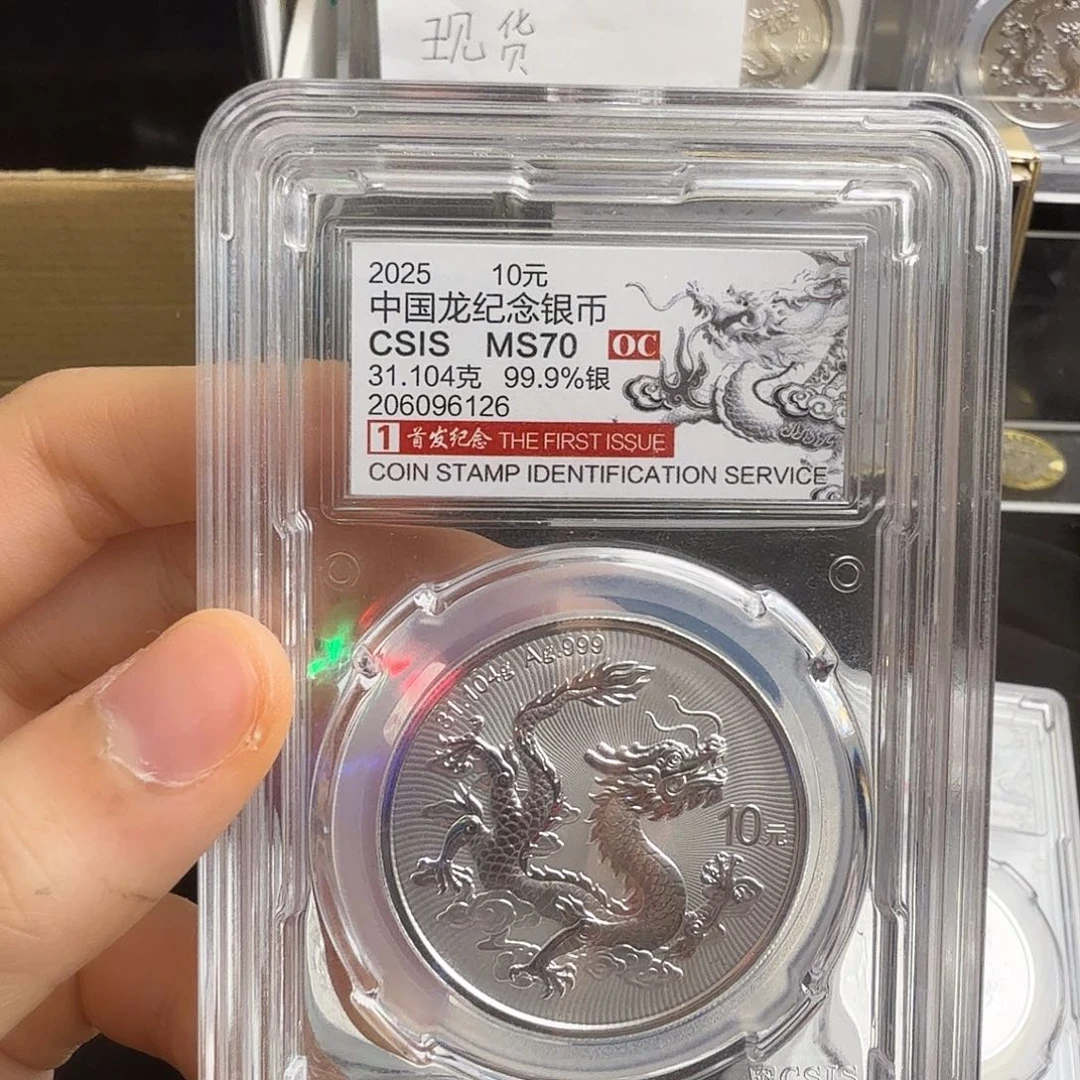 现货
2025 10元
中国龙纪念银币
CSIS MS70 OC
31.104克 99.9%银
206096126
1 首发纪念 THE FIRST ISSUE
COIN STAMP IDENTIFICATION SERVICE
31.104g Ag.999
10元
CSIS